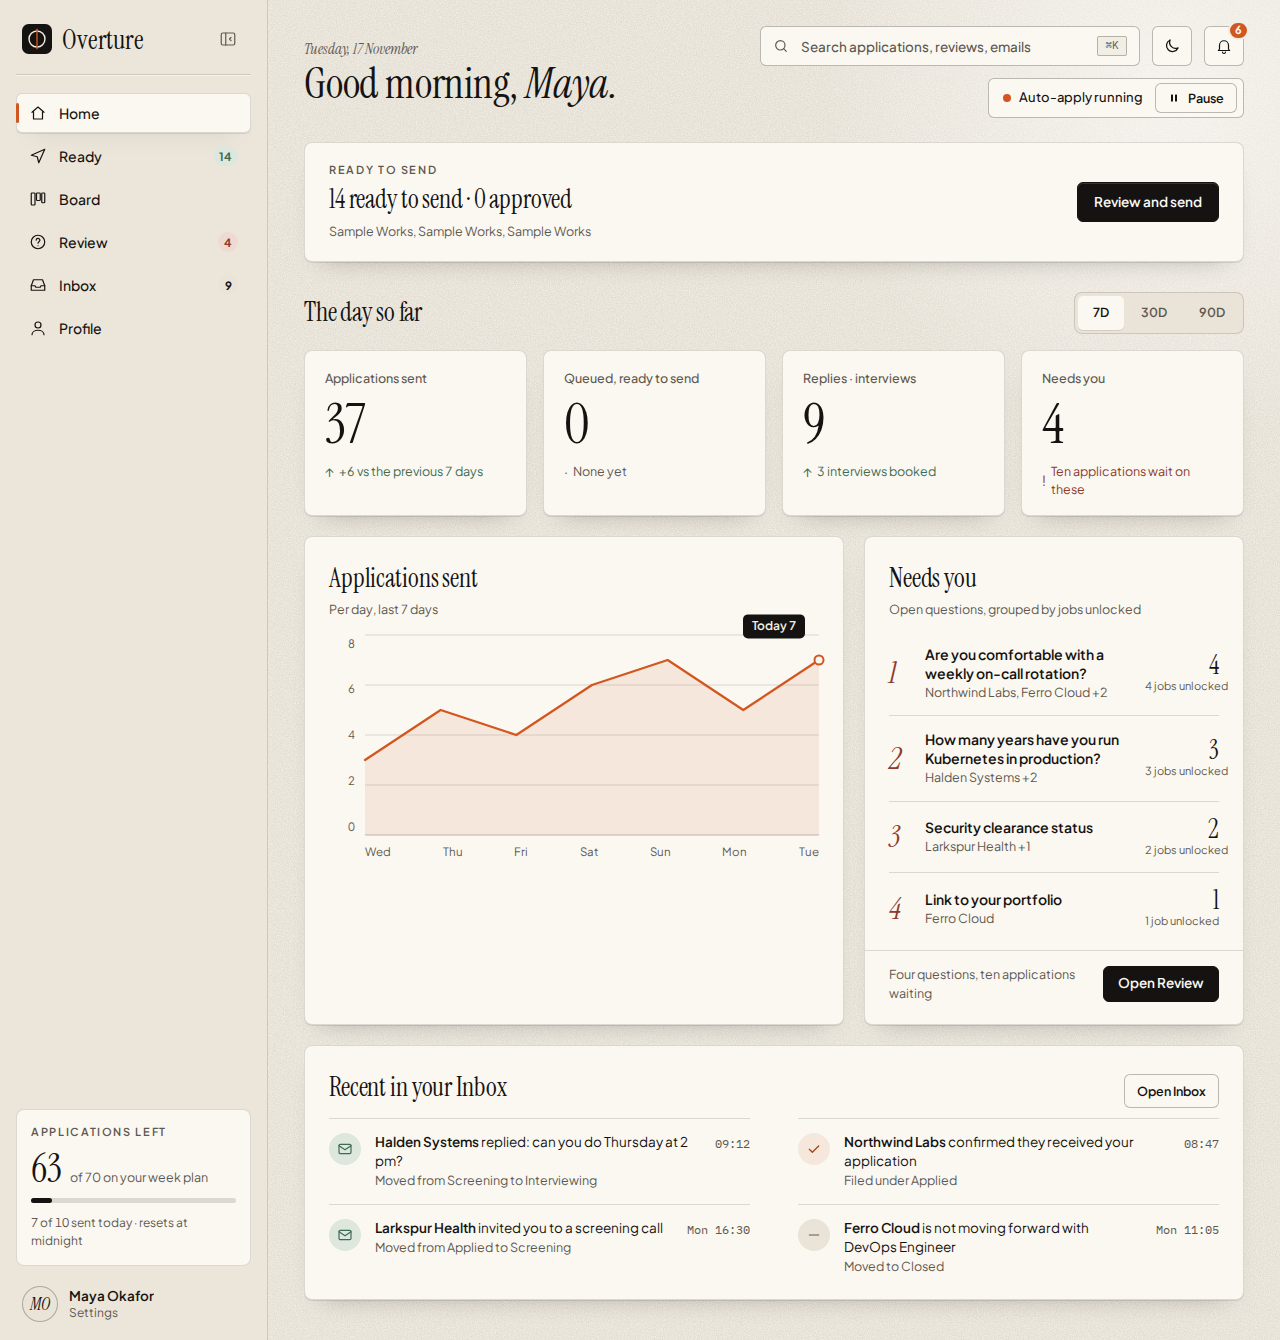 Overture
Home
Ready 14
Board
Review 4
Inbox 9
Profile
APPLICATIONS LEFT
63 of 70 on your week plan
7 of 10 sent today · resets at
midnight
MO
Maya Okafor
Settings
Tuesday, 17 November
Good morning, Maya.
Search applications, reviews, emails ⌘K
6
Auto-apply running
Pause
READY TO SEND
14 ready to send · 0 approved
Sample Works, Sample Works, Sample Works
Review and send
The day so far
7D 30D 90D
Applications sent
37
↑ +6 vs the previous 7 days
Queued, ready to send
0
· None yet
Replies · interviews
9
↑ 3 interviews booked
Needs you
4
! Ten applications wait on
these
Applications sent
Per day, last 7 days
Today 7
8
6
4
2
0
Wed Thu Fri Sat Sun Mon Tue
Needs you
Open questions, grouped by jobs unlocked
1
Are you comfortable with a
weekly on-call rotation?
Northwind Labs, Ferro Cloud +2
4
4 jobs unlocked
2
How many years have you run
Kubernetes in production?
Halden Systems +2
3
3 jobs unlocked
3
Security clearance status
Larkspur Health +1
2
2 jobs unlocked
4
Link to your portfolio
Ferro Cloud
1
1 job unlocked
Four questions, ten applications
waiting
Open Review
Recent in your Inbox
Open Inbox
Halden Systems replied: can you do Thursday at 2
pm?
Moved from Screening to Interviewing
09:12
Northwind Labs confirmed they received your
application
Filed under Applied
08:47
Larkspur Health invited you to a screening call
Moved from Applied to Screening
Mon 16:30
Ferro Cloud is not moving forward with
DevOps Engineer
Moved to Closed
Mon 11:05